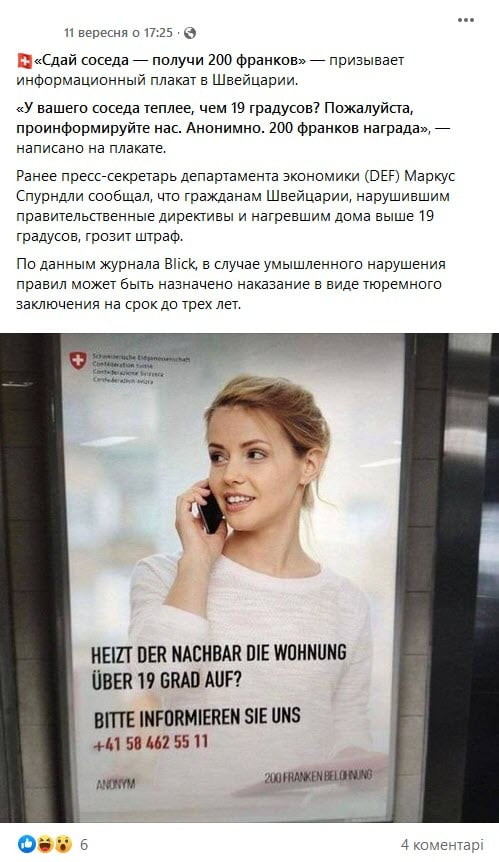 11 вересня о 17:25 ·
🇨🇭«Сдай соседа — получи 200 франков» — призывает
информационный плакат в Швейцарии.
«У вашего соседа теплее, чем 19 градусов? Пожалуйста,
проинформируйте нас. Анонимно. 200 франков награда», —
написано на плакате.
Ранее пресс-секретарь департамента экономики (DEF) Маркус
Спурндли сообщал, что гражданам Швейцарии, нарушившим
правительственные директивы и нагревшим дома выше 19
градусов, грозит штраф.
По данным журнала Blick, в случае умышленного нарушения
правил может быть назначено наказание в виде тюремного
заключения на срок до трех лет.
Schweizerische Eidgenossenschaft
Confédération suisse
Confederazione Svizzera
Confederaziun svizra
HEIZT DER NACHBAR DIE WOHNUNG
ÜBER 19 GRAD AUF?
BITTE INFORMIEREN SIE UNS
+41 58 462 55 11
ANONYM
200 FRANKEN BELOHNUNG
6
4 коментарі